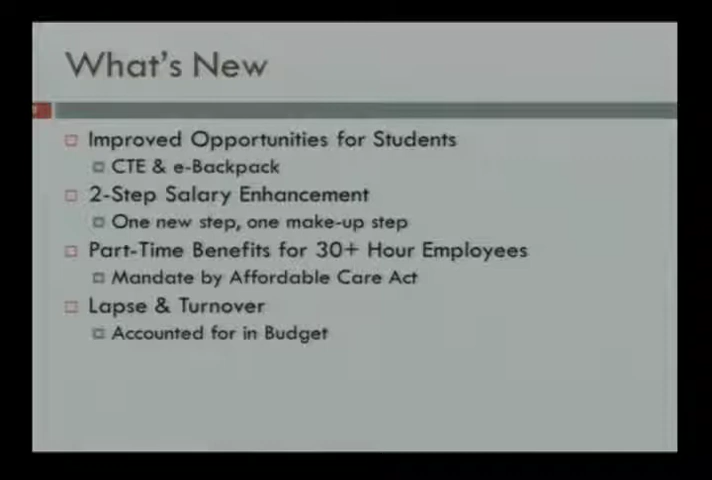 What's New
Improved Opportunities for Students
CTE & e-Backpack
2-Step Salary Enhancement
One new step, one make-up step
Part-Time Benefits for 30+ Hour Employees
Mandate by Affordable Care Act
Lapse & Turnover
Accounted for in Budget